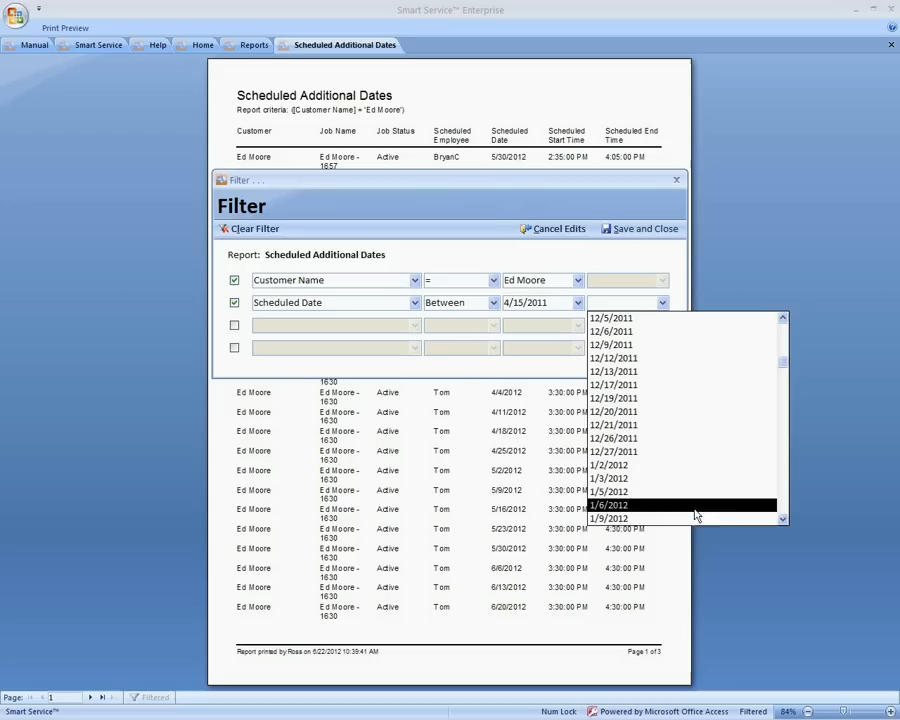 Smart Service™ Enterprise
Print Preview
Manual Smart Service Help Home Reports Scheduled Additional Dates
Scheduled Additional Dates
Report criteria: ([Customer Name] = 'Ed Moore')
Customer Job Name Job Status Scheduled Employee Scheduled Date Scheduled Start Time Scheduled End Time
Ed Moore Ed Moore - 1657 Active BryanC 5/30/2012 2:35:00 PM 4:05:00 PM
Filter . . .
Filter
Clear Filter Cancel Edits Save and Close
Report: Scheduled Additional Dates
Customer Name = Ed Moore
Scheduled Date Between 4/15/2011
12/5/2011
12/6/2011
12/9/2011
12/12/2011
12/13/2011
12/17/2011
12/19/2011
12/20/2011
12/21/2011
12/26/2011
12/27/2011
1/2/2012
1/3/2012
1/5/2012
1/6/2012
1/9/2012
1630
Ed Moore Ed Moore - 1630 Active Tom 4/4/2012 3:30:00 PM
Ed Moore Ed Moore - 1630 Active Tom 4/11/2012 3:30:00 PM
Ed Moore Ed Moore - 1630 Active Tom 4/18/2012 3:30:00 PM
Ed Moore Ed Moore - 1630 Active Tom 4/25/2012 3:30:00 PM
Ed Moore Ed Moore - 1630 Active Tom 5/2/2012 3:30:00 PM
Ed Moore Ed Moore - 1630 Active Tom 5/9/2012 3:30:00 PM
Ed Moore Ed Moore - 1630 Active Tom 5/16/2012 3:30:00 PM
Ed Moore Ed Moore - 1630 Active Tom 5/23/2012 3:30:00 PM 4:30:00 PM
Ed Moore Ed Moore - 1630 Active Tom 5/30/2012 3:30:00 PM 4:30:00 PM
Ed Moore Ed Moore - 1630 Active Tom 6/6/2012 3:30:00 PM 4:30:00 PM
Ed Moore Ed Moore - 1630 Active Tom 6/13/2012 3:30:00 PM 4:30:00 PM
Ed Moore Ed Moore - 1630 Active Tom 6/20/2012 3:30:00 PM 4:30:00 PM
Report printed by Ross on 6/22/2012 10:39:41 AM Page 1 of 3
Page: 1 Filtered
Smart Service™ Num Lock Powered by Microsoft Office Access Filtered 84%